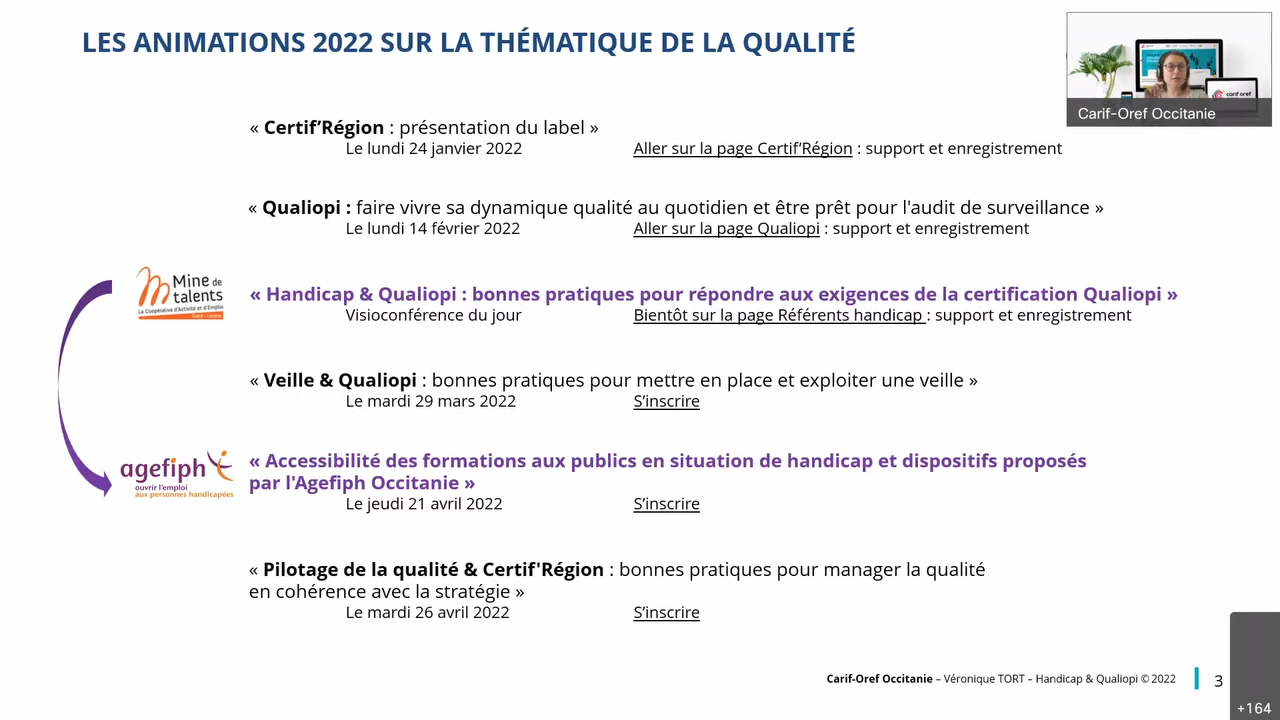 LES ANIMATIONS 2022 SUR LA THÉMATIQUE DE LA QUALITÉ
carif oref
Carif-Oref Occitanie
« Certif’Région : présentation du label »
Le lundi 24 janvier 2022 Aller sur la page Certif’Région : support et enregistrement
« Qualiopi : faire vivre sa dynamique qualité au quotidien et être prêt pour l'audit de surveillance »
Le lundi 14 février 2022 Aller sur la page Qualiopi : support et enregistrement
Mine de
talents
La Coopérative d'Activité et d'Emploi
« Handicap & Qualiopi : bonnes pratiques pour répondre aux exigences de la certification Qualiopi »
Visioconférence du jour Bientôt sur la page Référents handicap : support et enregistrement
« Veille & Qualiopi : bonnes pratiques pour mettre en place et exploiter une veille »
Le mardi 29 mars 2022 S’inscrire
agefiph
ouvrir l'emploi
aux personnes handicapées
« Accessibilité des formations aux publics en situation de handicap et dispositifs proposés
par l'Agefiph Occitanie »
Le jeudi 21 avril 2022 S’inscrire
« Pilotage de la qualité & Certif'Région : bonnes pratiques pour manager la qualité
en cohérence avec la stratégie »
Le mardi 26 avril 2022 S’inscrire
Carif-Oref Occitanie – Véronique TORT – Handicap & Qualiopi © 2022
3
+164